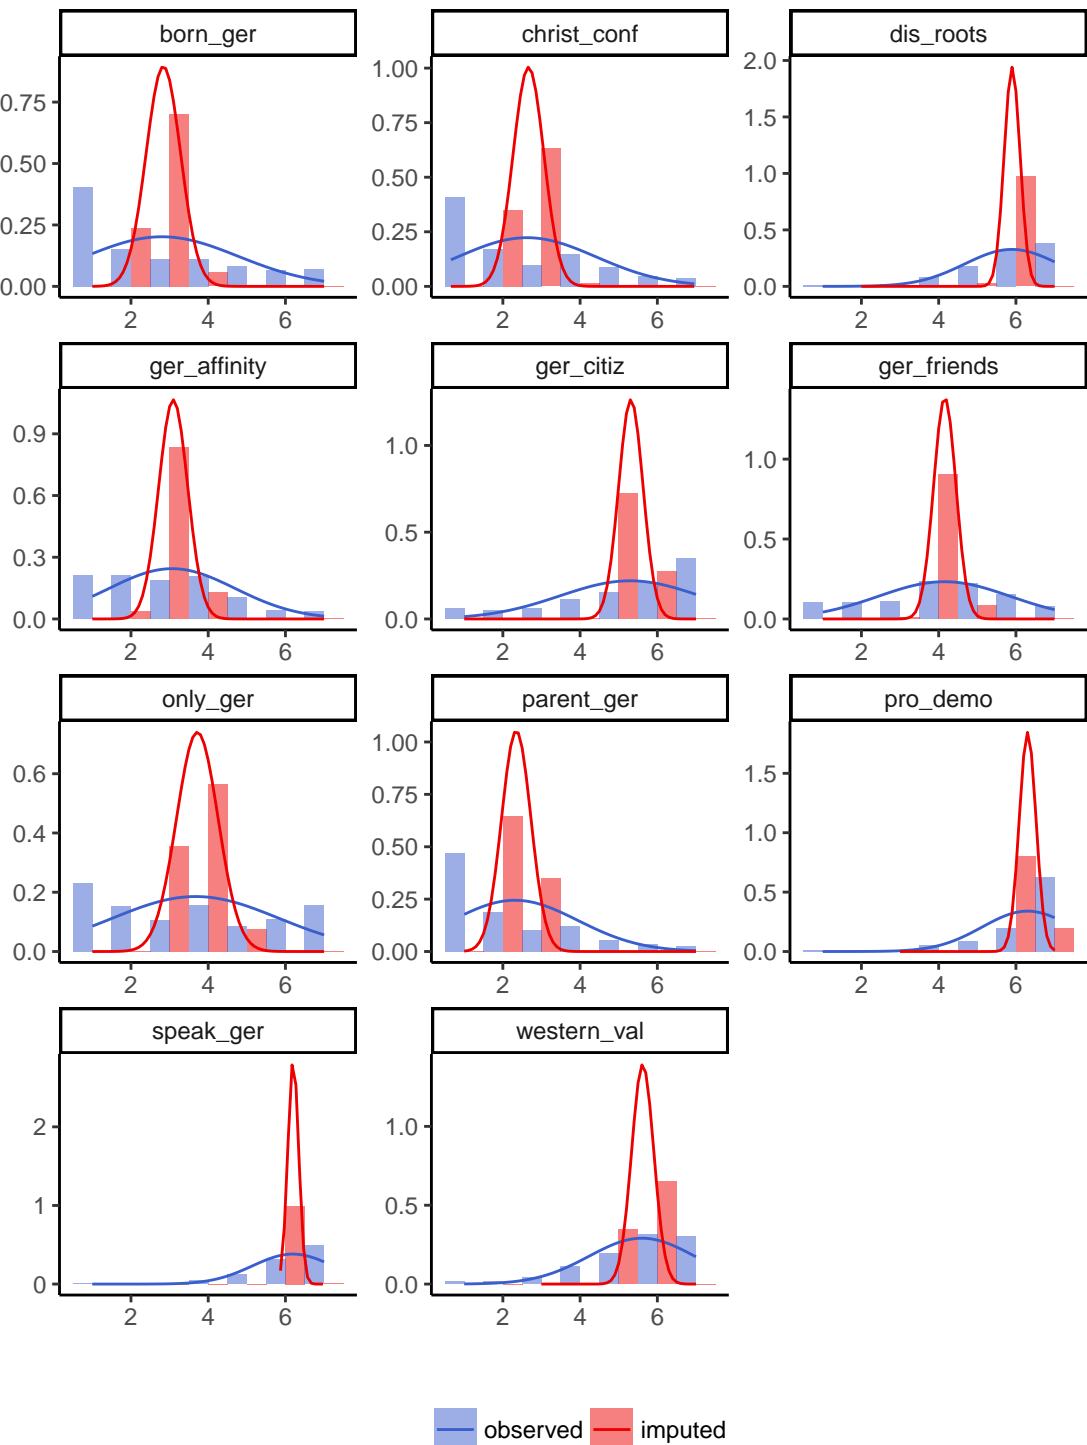 born_ger
christ_conf
dis_roots
0.75
0.50
0.25
0.00
2 4 6
1.00
0.75
0.50
0.25
0.00
2 4 6
2.0
1.5
1.0
0.5
0.0
2 4 6
ger_affinity
ger_citiz
ger_friends
0.9
0.6
0.3
0.0
2 4 6
1.0
0.5
0.0
2 4 6
1.0
0.5
0.0
2 4 6
only_ger
parent_ger
pro_demo
0.6
0.4
0.2
0.0
2 4 6
1.00
0.75
0.50
0.25
0.00
2 4 6
1.5
1.0
0.5
0.0
2 4 6
speak_ger
western_val
2
1
0
2 4 6
1.0
0.5
0.0
2 4 6
observed imputed